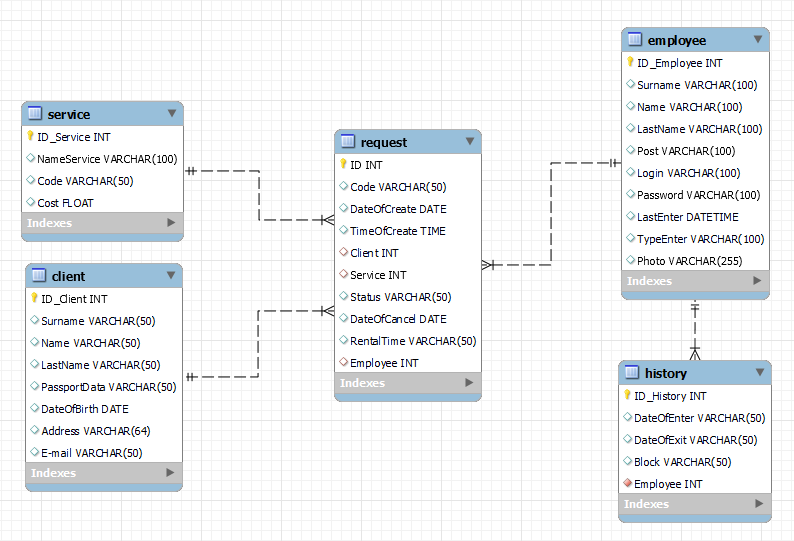 service
ID_Service INT
NameService VARCHAR(100)
Code VARCHAR(50)
Cost FLOAT
Indexes
client
ID_Client INT
Surname VARCHAR(50)
Name VARCHAR(50)
LastName VARCHAR(50)
PassportData VARCHAR(50)
DateOfBirth DATE
Address VARCHAR(64)
E-mail VARCHAR(50)
Indexes
request
ID INT
Code VARCHAR(50)
DateOfCreate DATE
TimeOfCreate TIME
Client INT
Service INT
Status VARCHAR(50)
DateOfCancel DATE
RentalTime VARCHAR(50)
Employee INT
Indexes
employee
ID_Employee INT
Surname VARCHAR(100)
Name VARCHAR(100)
LastName VARCHAR(100)
Post VARCHAR(100)
Login VARCHAR(100)
Password VARCHAR(100)
LastEnter DATETIME
TypeEnter VARCHAR(100)
Photo VARCHAR(255)
Indexes
history
ID_History INT
DateOfEnter VARCHAR(50)
DateOfExit VARCHAR(50)
Block VARCHAR(50)
Employee INT
Indexes